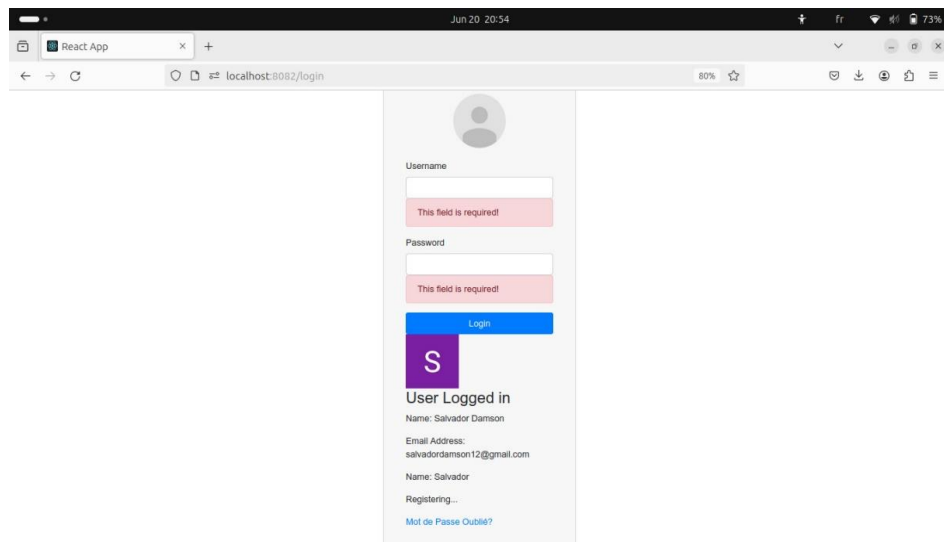 Jun 20 20:54
fr
73%
React App
localhost:8082/login
80%
Username
This field is required!
Password
This field is required!
Login
S
User Logged in
Name: Salvador Damson
Email Address:
salvadordamson12@gmail.com
Name: Salvador
Registering...
Mot de Passe Oublié?